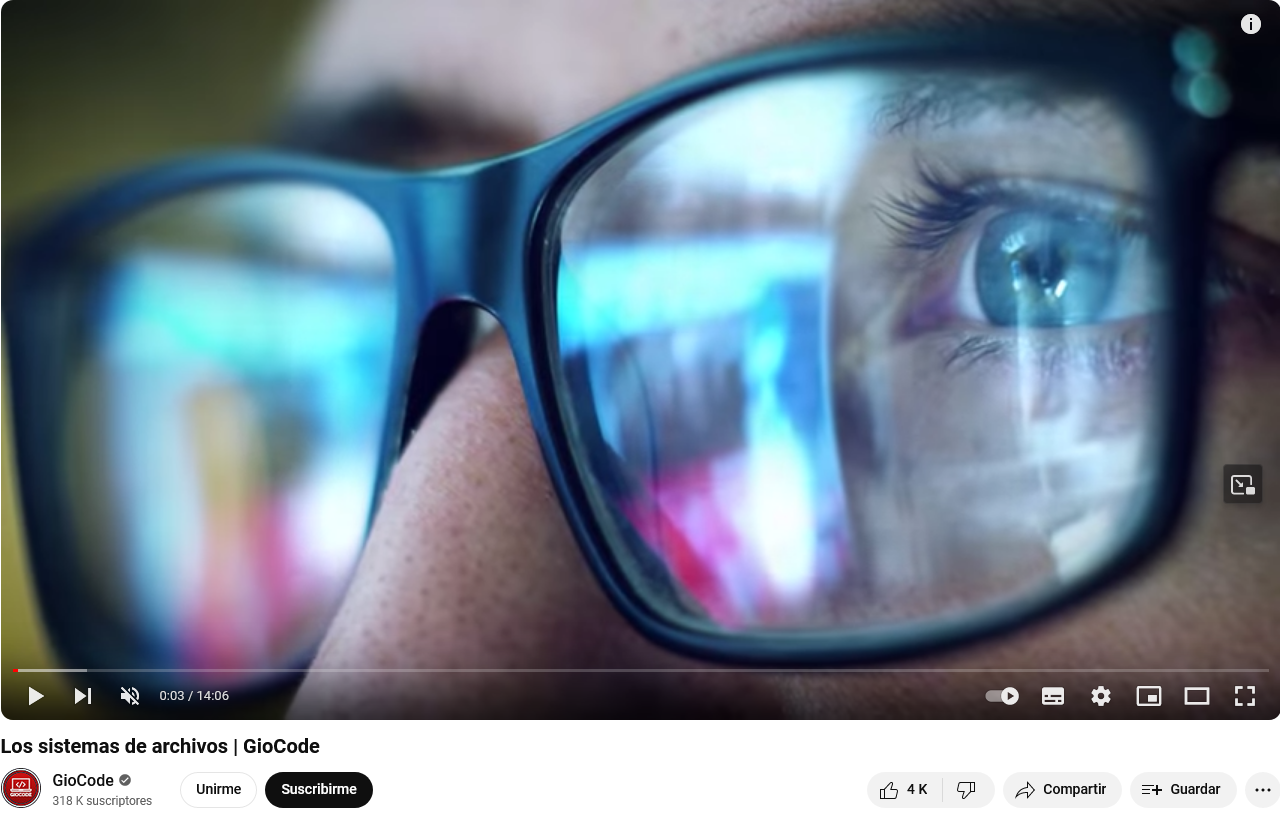 0:03 / 14:06
Los sistemas de archivos | GioCode
GioCode
318 K suscriptores
Unirme
Suscribirme
4 K
Compartir
Guardar